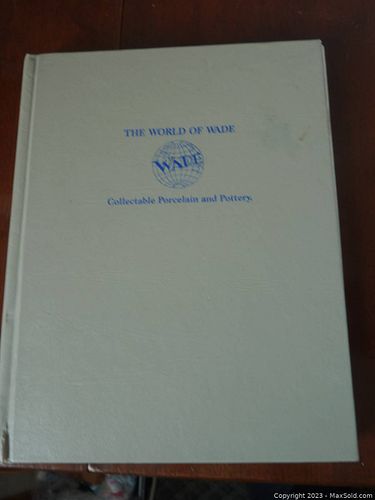 THE WORLD OF WADE
WADE
Collectable Porcelain and Pottery.
Copyright 2023 - MaxSold.com